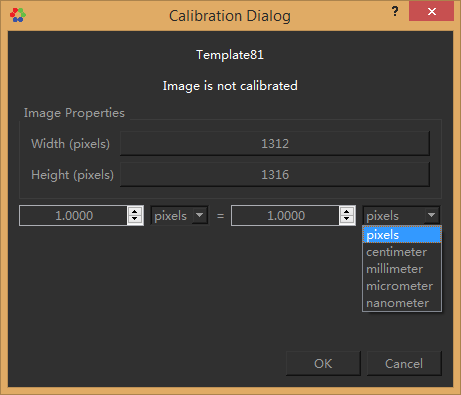 Calibration Dialog
? x
Template81
Image is not calibrated
Image Properties
Width (pixels) 1312
Height (pixels) 1316
1.0000 pixels = 1.0000 pixels
pixels
centimeter
millimeter
micrometer
nanometer
OK Cancel